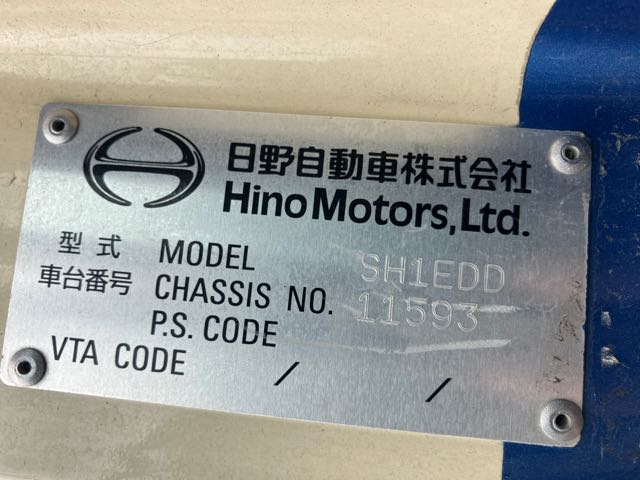 日野自動車株式会社
Hino Motors, Ltd.
型式 MODEL SH1EDD
車台番号 CHASSIS NO. 11593
P.S. CODE
VTA CODE / /